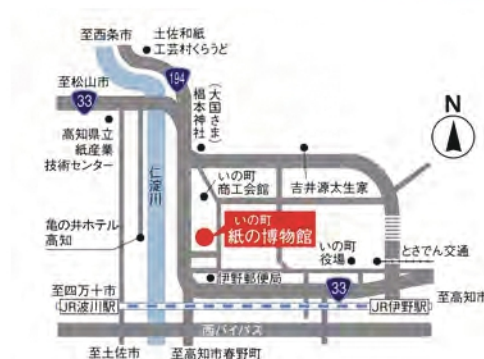 至西条市
土佐和紙
工芸村くらうど
194
至松山市
33
(大国さま)
椙本神社
N
高知県立
紙産業
技術センター
仁淀川
いの町
商工会館
吉井源太生家
亀の井ホテル
高知
いの町
紙の博物館
いの町
役場
とさでん交通
伊野郵便局
33
至四万十市
至高知市
JR波川駅
JR伊野駅
西バイパス
至土佐市
至高知市春野町